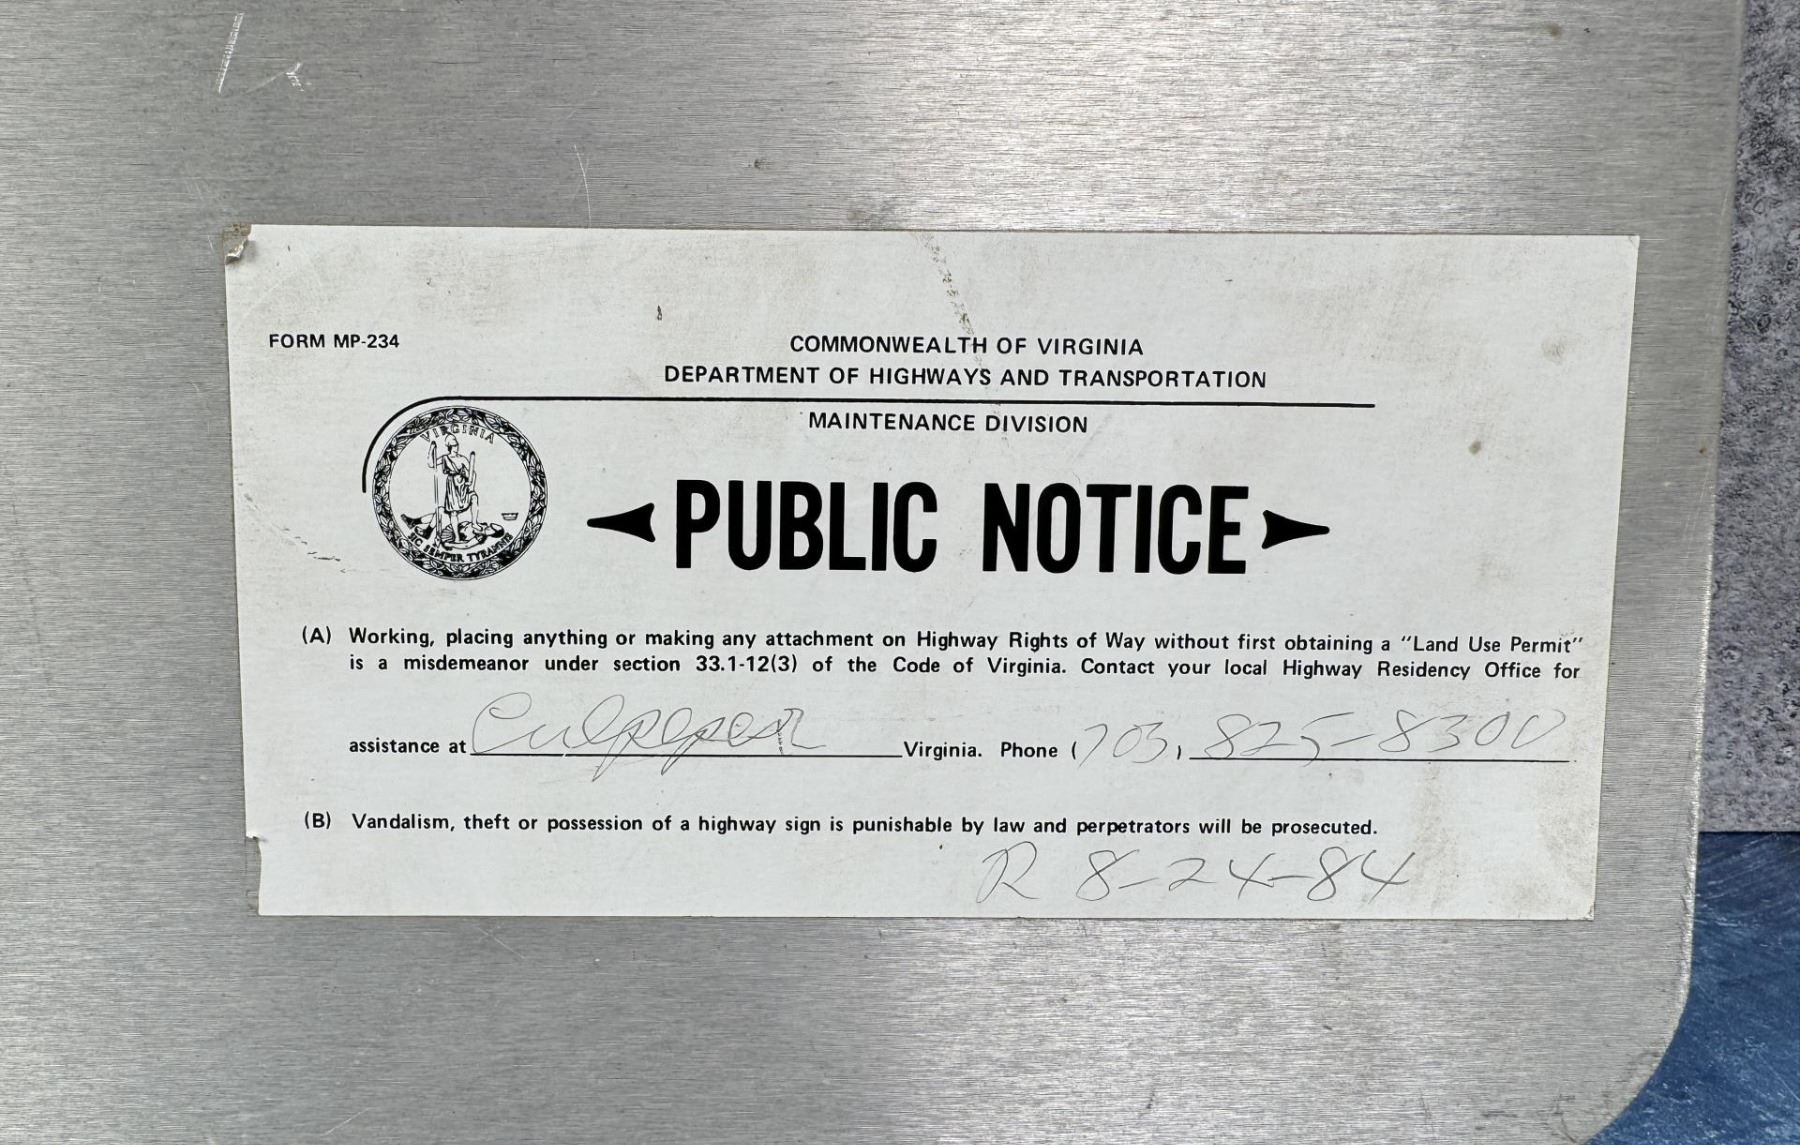 FORM MP-234
COMMONWEALTH OF VIRGINIA
DEPARTMENT OF HIGHWAYS AND TRANSPORTATION
MAINTENANCE DIVISION
VIRGINIA
SIC SEMPER TYRANNIS
PUBLIC NOTICE
(A) Working, placing anything or making any attachment on Highway Rights of Way without first obtaining a “Land Use Permit”
is a misdemeanor under section 33.1-12(3) of the Code of Virginia. Contact your local Highway Residency Office for
assistance at Culpeper Virginia. Phone (703) 825-8300
(B) Vandalism, theft or possession of a highway sign is punishable by law and perpetrators will be prosecuted.
R 8-24-84